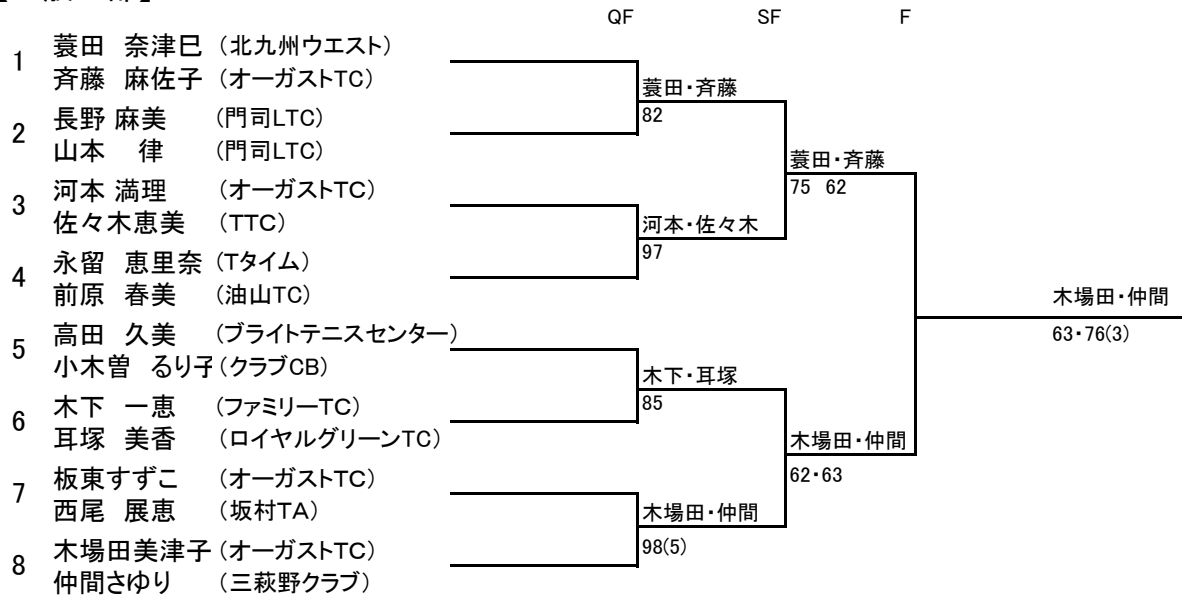 QF SF F
1 蓑田 奈津巳 (北九州ウエスト)
斉藤 麻佐子 (オーガストTC)
蓑田・斉藤
82
2 長野 麻美 (門司LTC)
山本 律 (門司LTC)
蓑田・斉藤
75 62
3 河本 満理 (オーガストTC)
佐々木恵美 (TTC)
河本・佐々木
97
4 永留 恵里奈 (Tタイム)
前原 春美 (油山TC)
木場田・仲間
63・76(3)
5 高田 久美 (ブライトテニスセンター)
小木曽 るり子(クラブCB)
木下・耳塚
85
6 木下 一恵 (ファミリーTC)
耳塚 美香 (ロイヤルグリーンTC)
木場田・仲間
62・63
7 板東すずこ (オーガストTC)
西尾 展恵 (坂村TA)
木場田・仲間
98(5)
8 木場田美津子 (オーガストTC)
仲間さゆり (三萩野クラブ)